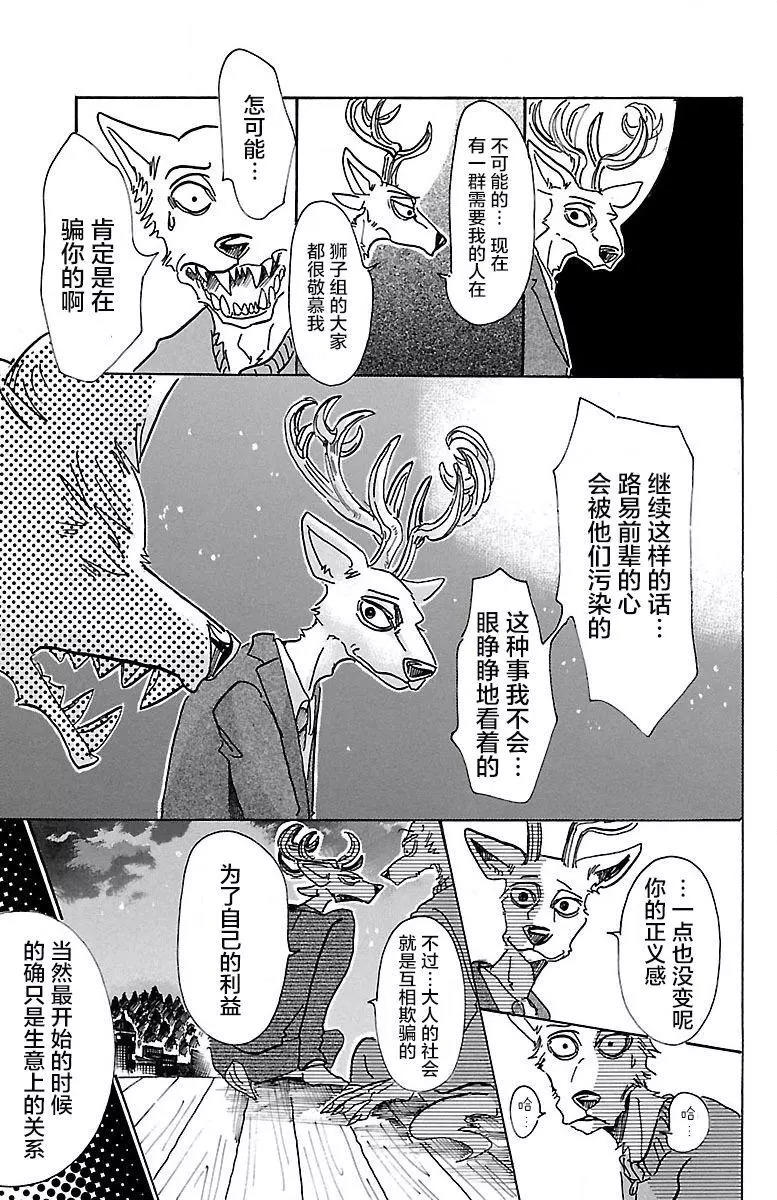 不可能的…现在
有一群需要我的人在
狮子组的大家
都很敬慕我
怎可能…
肯定是在
骗你的啊
继续这样的话…
路易前辈的心
会被他们污染的
这种事我不会…
眼睁睁地看着的
…一点也没变呢
你的正义感
哈…
哈…
不过…大人的社会
就是互相欺骗的
为了自己的利益
当然最开始的时候
的确只是生意上的关系